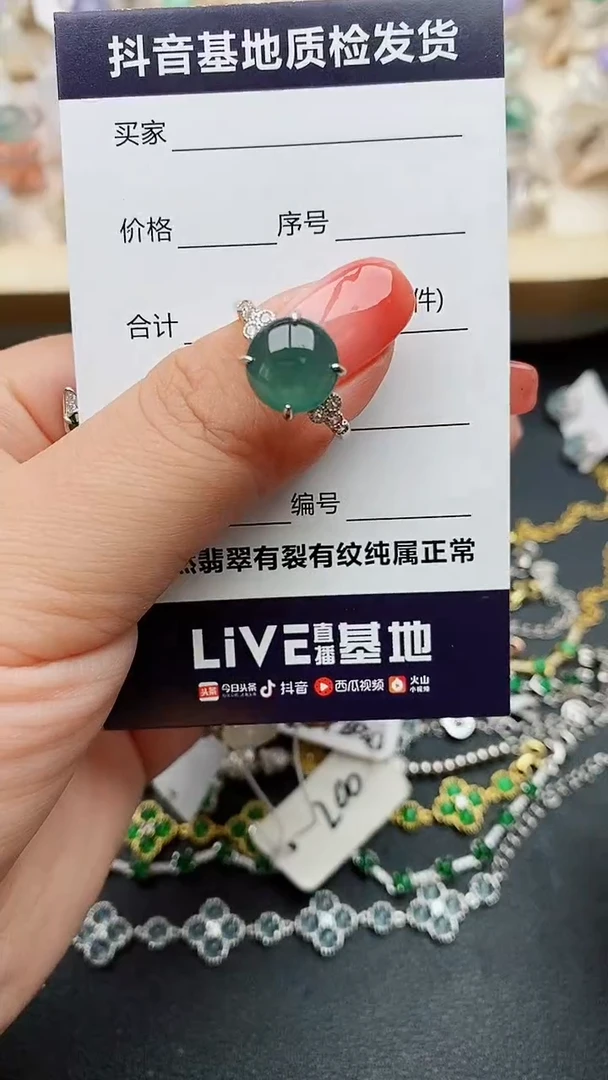 抖音基地质检发货
买家
价格 序号
合计 件)
编号
翡翠有裂有纹纯属正常
LiVE直播基地
头条 今日头条 抖音 西瓜视频 火山小视频
200